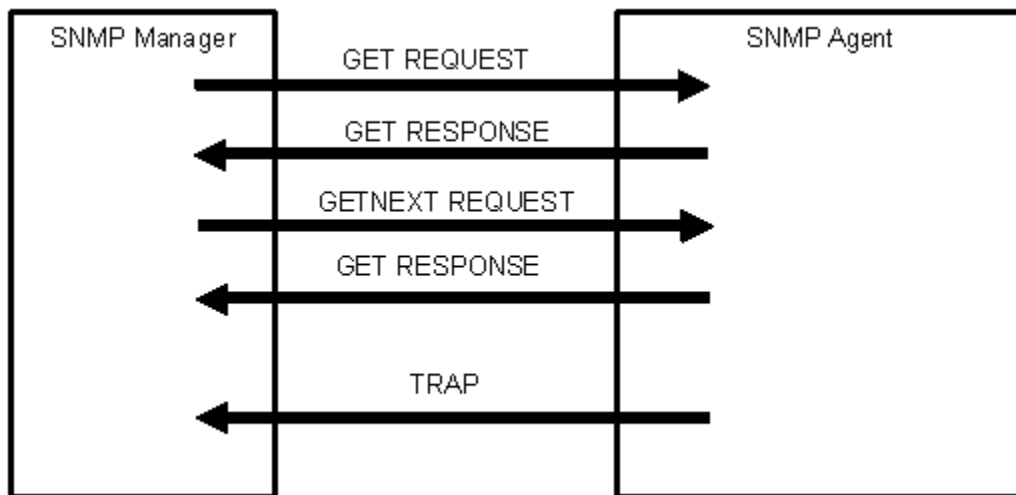 SNMP Manager
SNMP Agent
GET REQUEST
GET RESPONSE
GETNEXT REQUEST
GET RESPONSE
TRAP